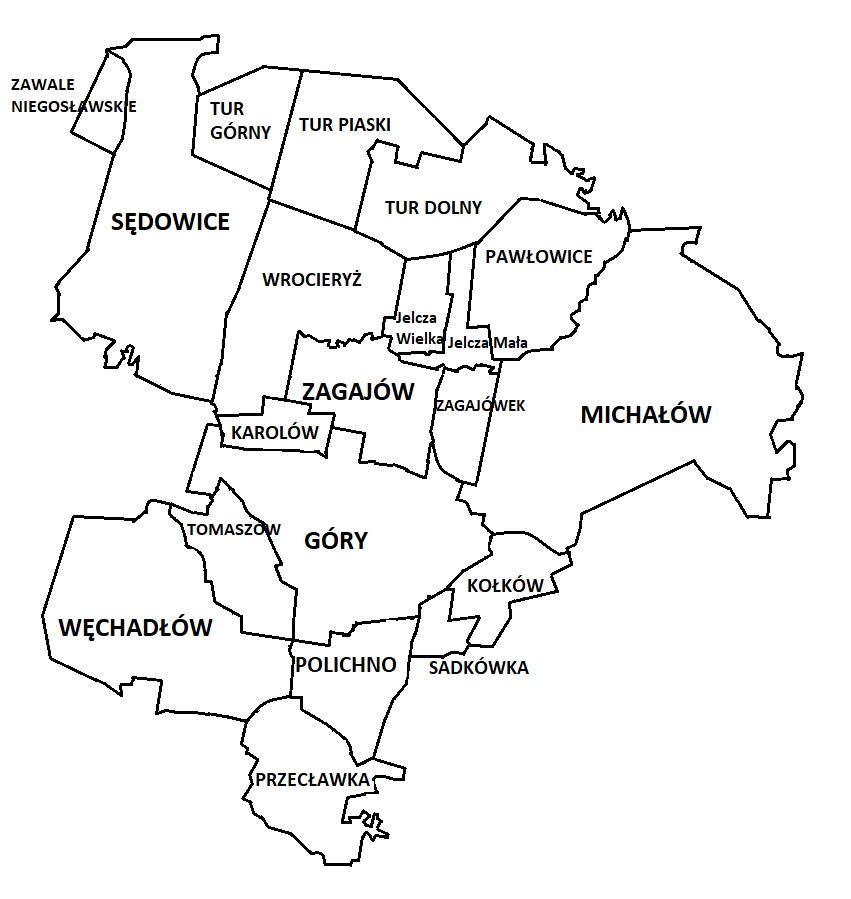 ZAWALE
NIEGOSŁAWSKIE
TUR
GÓRNY
TUR PIASKI
TUR DOLNY
SĘDOWICE
PAWŁOWICE
WROCIERYŻ
Jelcza
Wielka
Jelcza Mała
ZAGAJÓW
ZAGAJÓWEK
MICHAŁÓW
KAROLÓW
TOMASZÓW
GÓRY
KOŁKÓW
WĘCHADŁÓW
POLICHNO
SADKÓWKA
PRZECŁAWKA